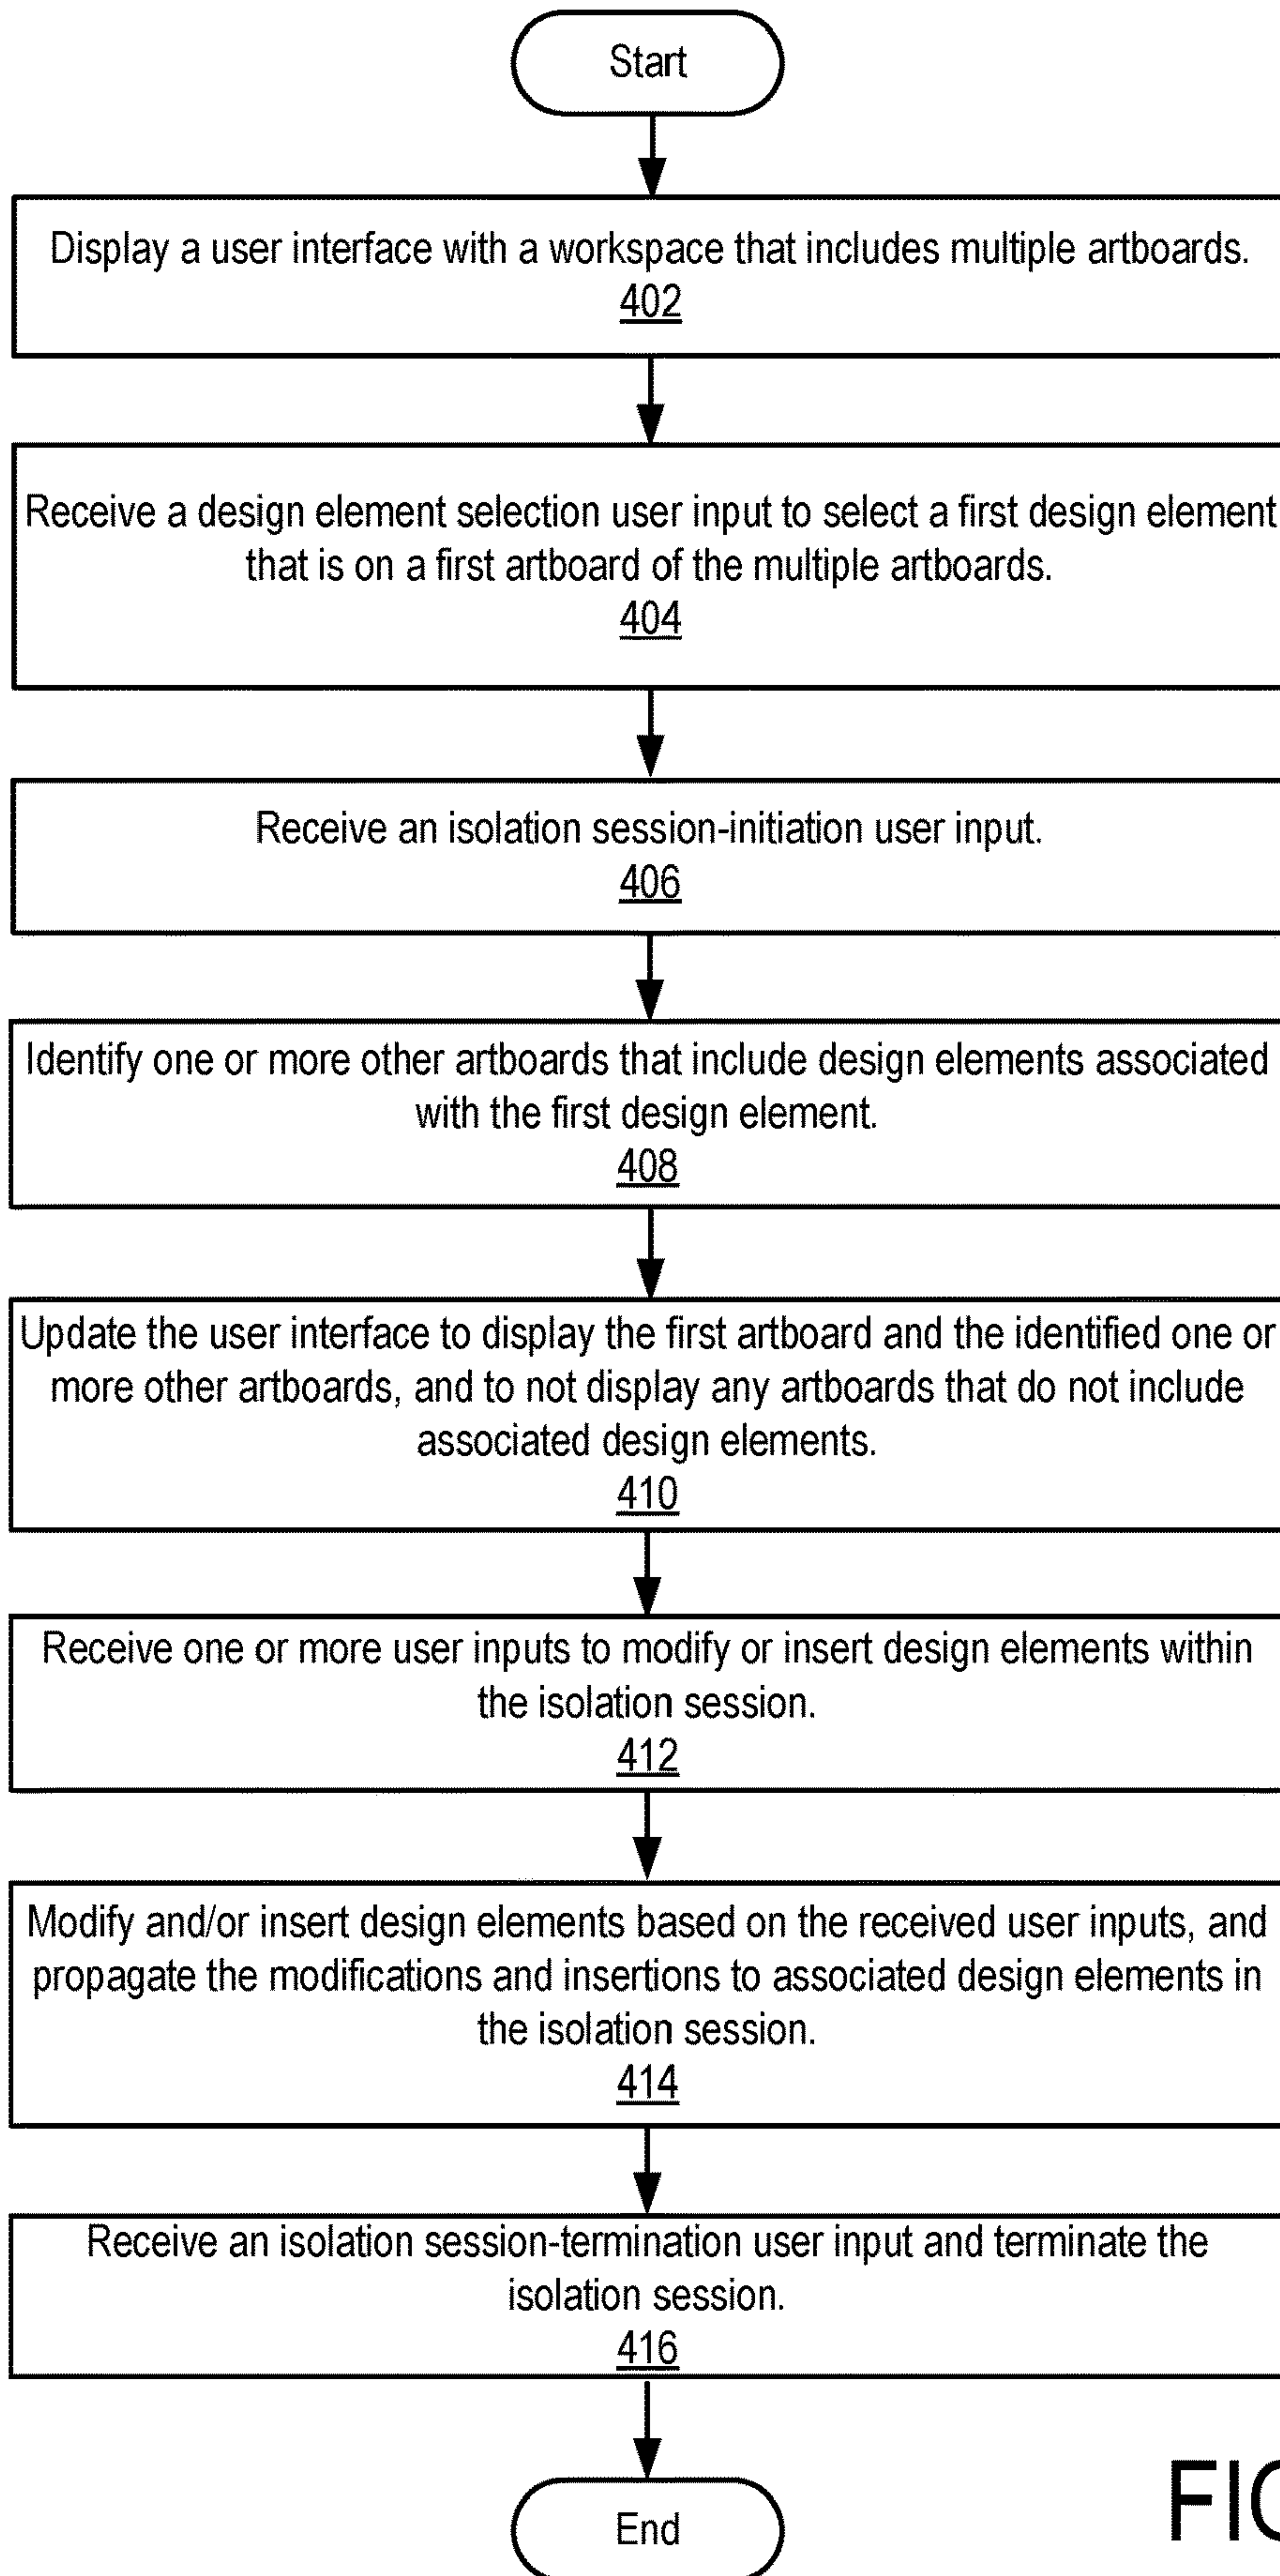 Start
Display a user interface with a workspace that includes multiple artboards.
402
Receive a design element selection user input to select a first design element
that is on a first artboard of the multiple artboards.
404
Receive an isolation session-initiation user input.
406
Identify one or more other artboards that include design elements associated
with the first design element.
408
Update the user interface to display the first artboard and the identified one or
more other artboards, and to not display any artboards that do not include
associated design elements.
410
Receive one or more user inputs to modify or insert design elements within
the isolation session.
412
Modify and/or insert design elements based on the received user inputs, and
propagate the modifications and insertions to associated design elements in
the isolation session.
414
Receive an isolation session-termination user input and terminate the
isolation session.
416
End